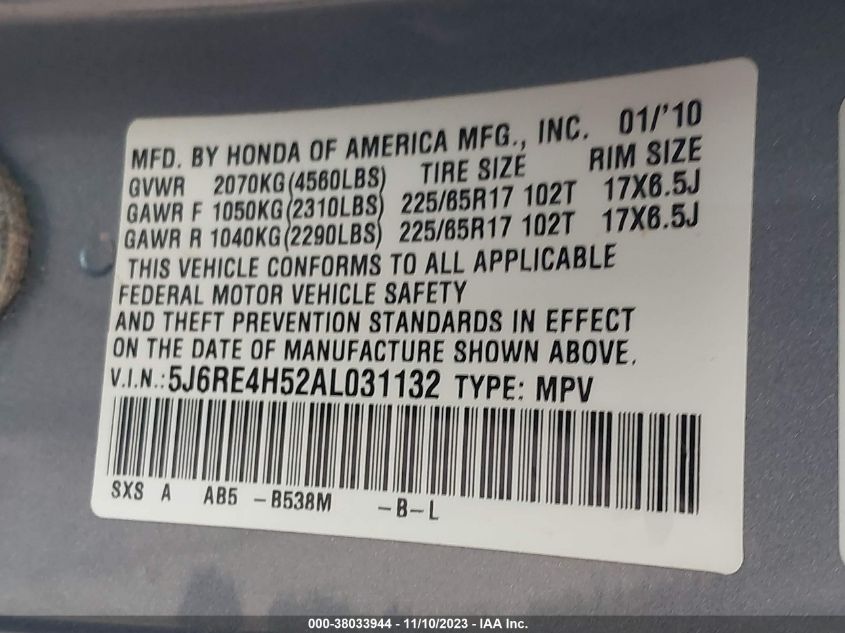 MFD. BY HONDA OF AMERICA MFG., INC. 01/'10
GVWR 2070KG(4560LBS) TIRE SIZE RIM SIZE
GAWR F 1050KG(2310LBS) 225/65R17 102T 17X6.5J
GAWR R 1040KG(2290LBS) 225/65R17 102T 17X6.5J
THIS VEHICLE CONFORMS TO ALL APPLICABLE
FEDERAL MOTOR VEHICLE SAFETY
AND THEFT PREVENTION STANDARDS IN EFFECT
ON THE DATE OF MANUFACTURE SHOWN ABOVE.
V.I.N.: 5J6RE4H52AL031132 TYPE: MPV
SXS A AB5 -B538M -B-L
000-38033944 - 11/10/2023 - IAA Inc.